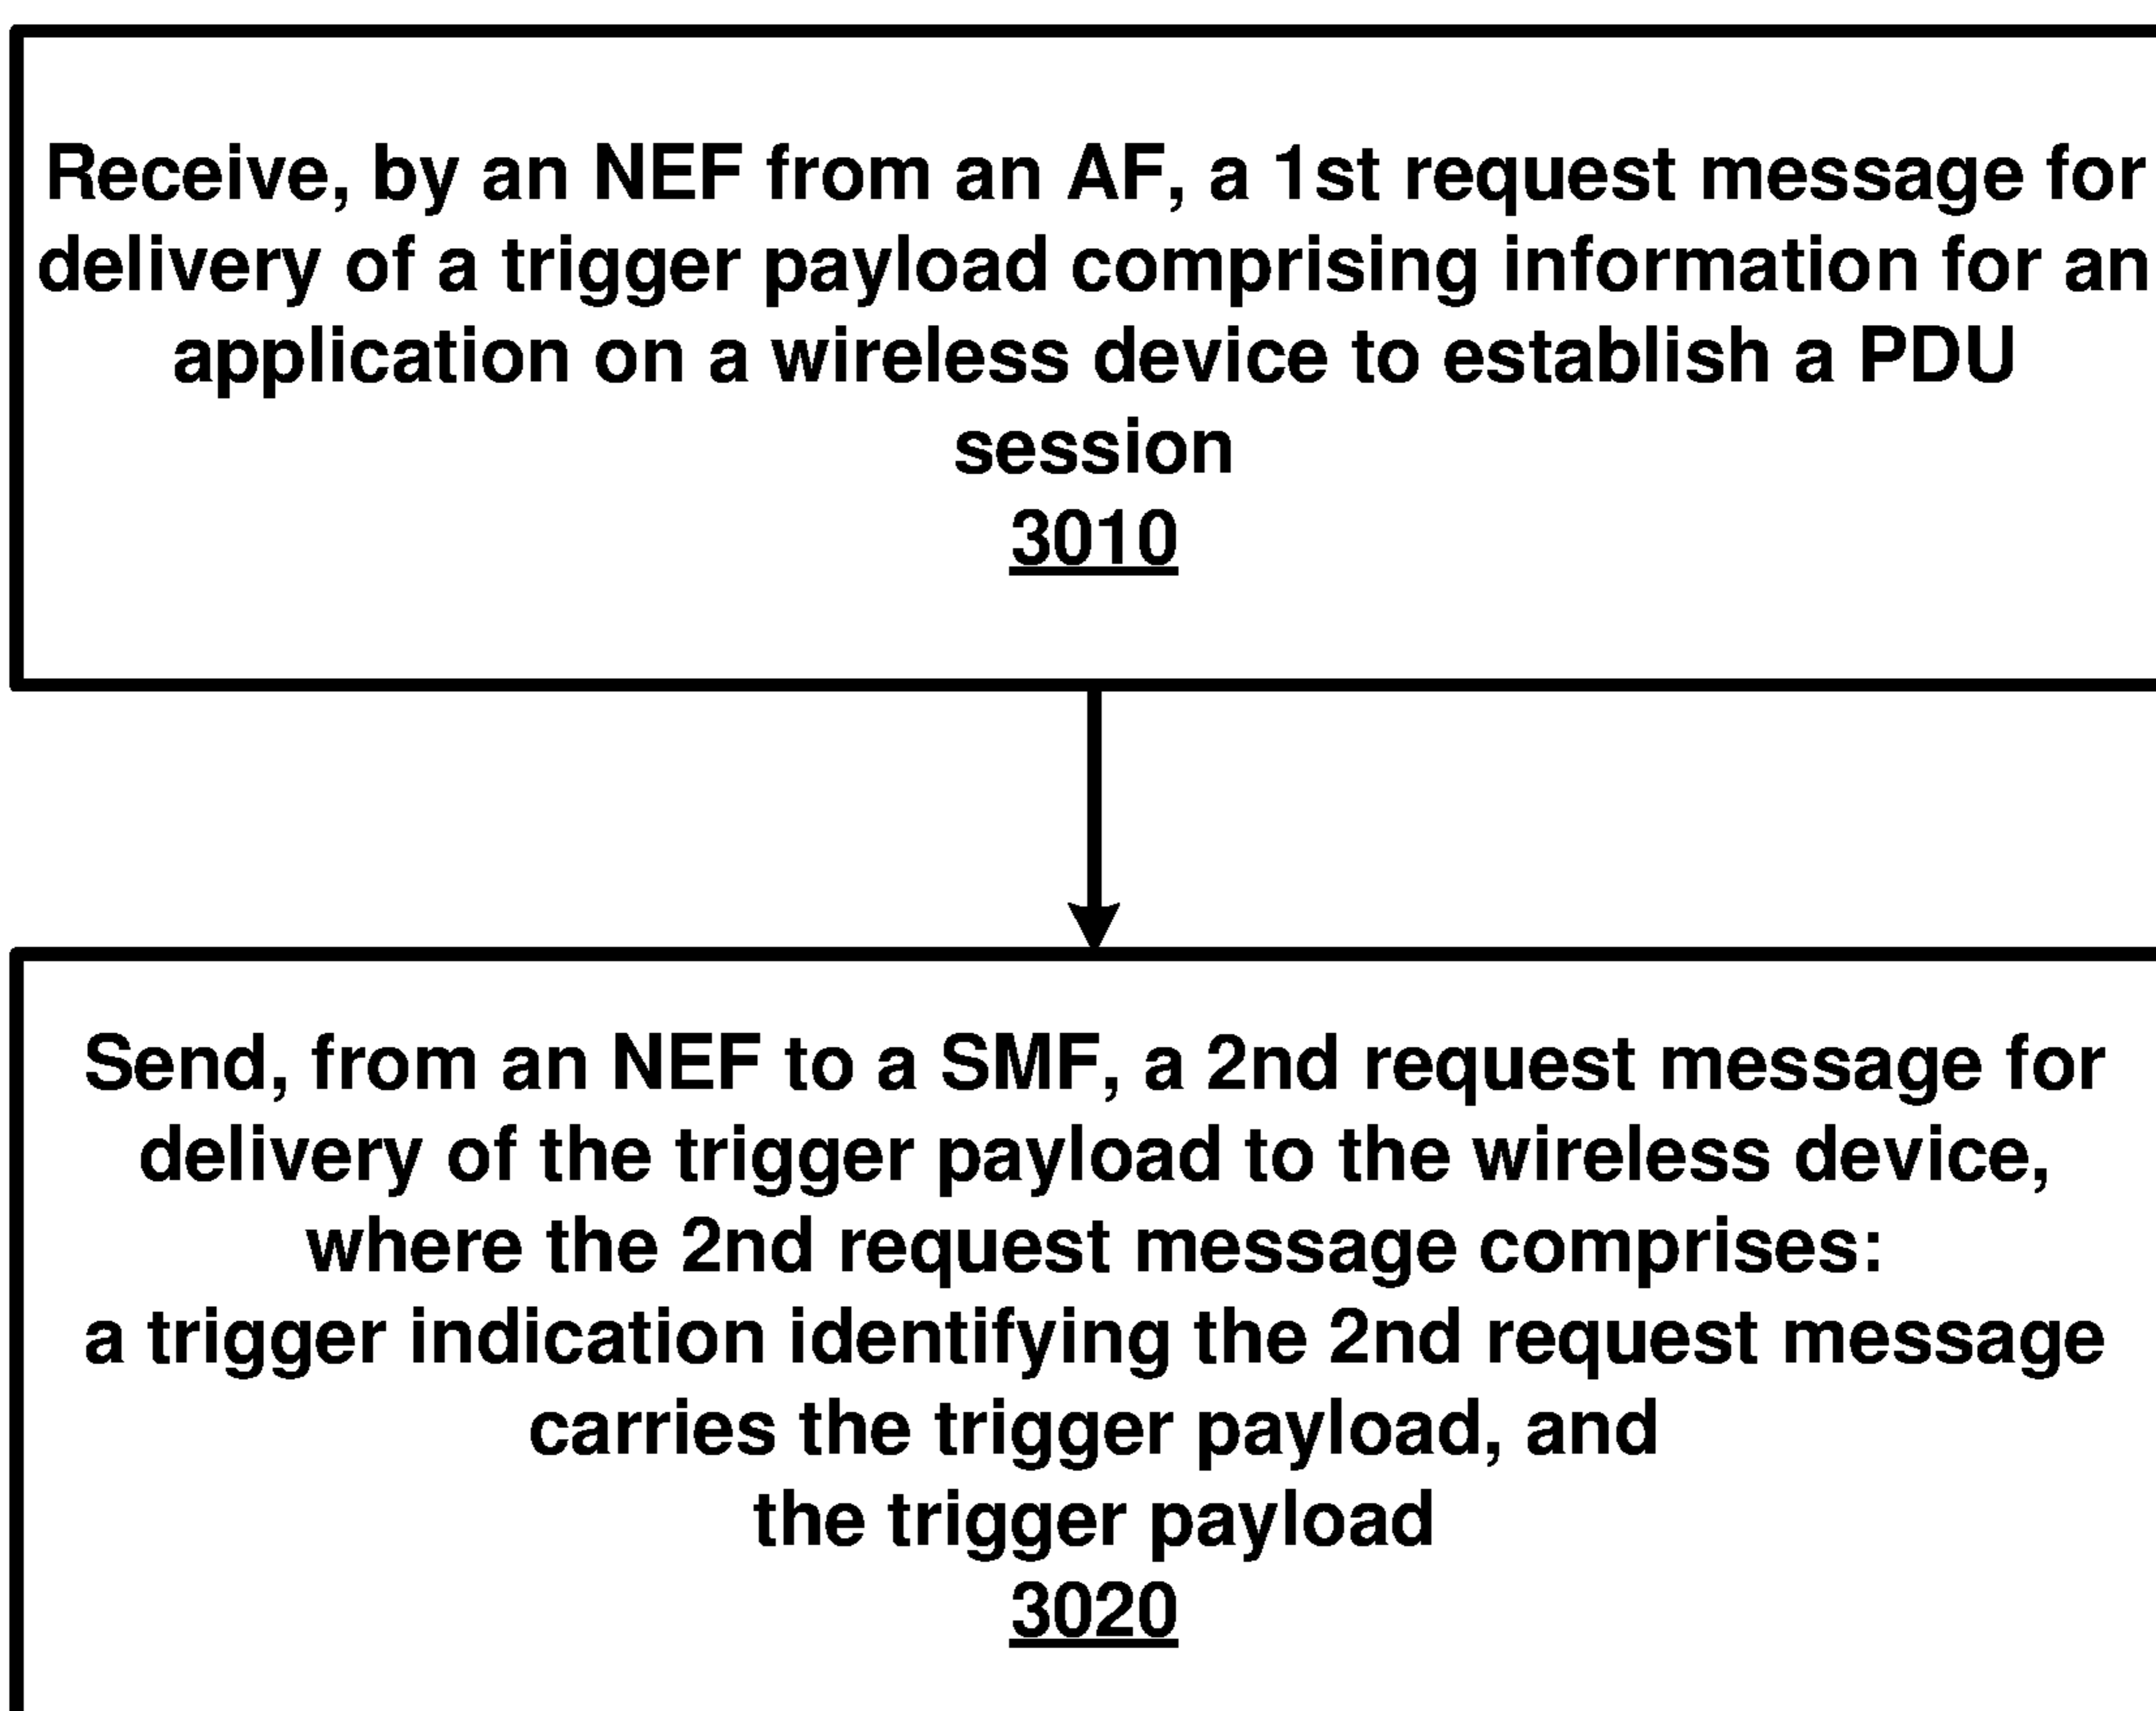 Receive, by an NEF from an AF, a 1st request message for
delivery of a trigger payload comprising information for an
application on a wireless device to establish a PDU
session
3010
Send, from an NEF to a SMF, a 2nd request message for
delivery of the trigger payload to the wireless device,
where the 2nd request message comprises:
a trigger indication identifying the 2nd request message
carries the trigger payload, and
the trigger payload
3020